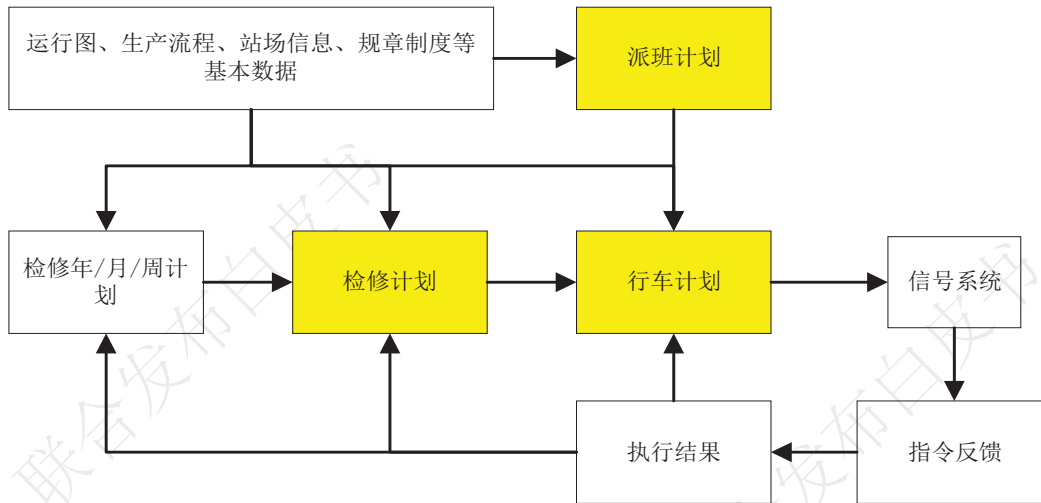 运行图、生产流程、站场信息、规章制度等
基本数据
派班计划
检修年/月/周计
划
检修计划
行车计划
信号系统
执行结果
指令反馈
联合发布白皮书
发布白皮书